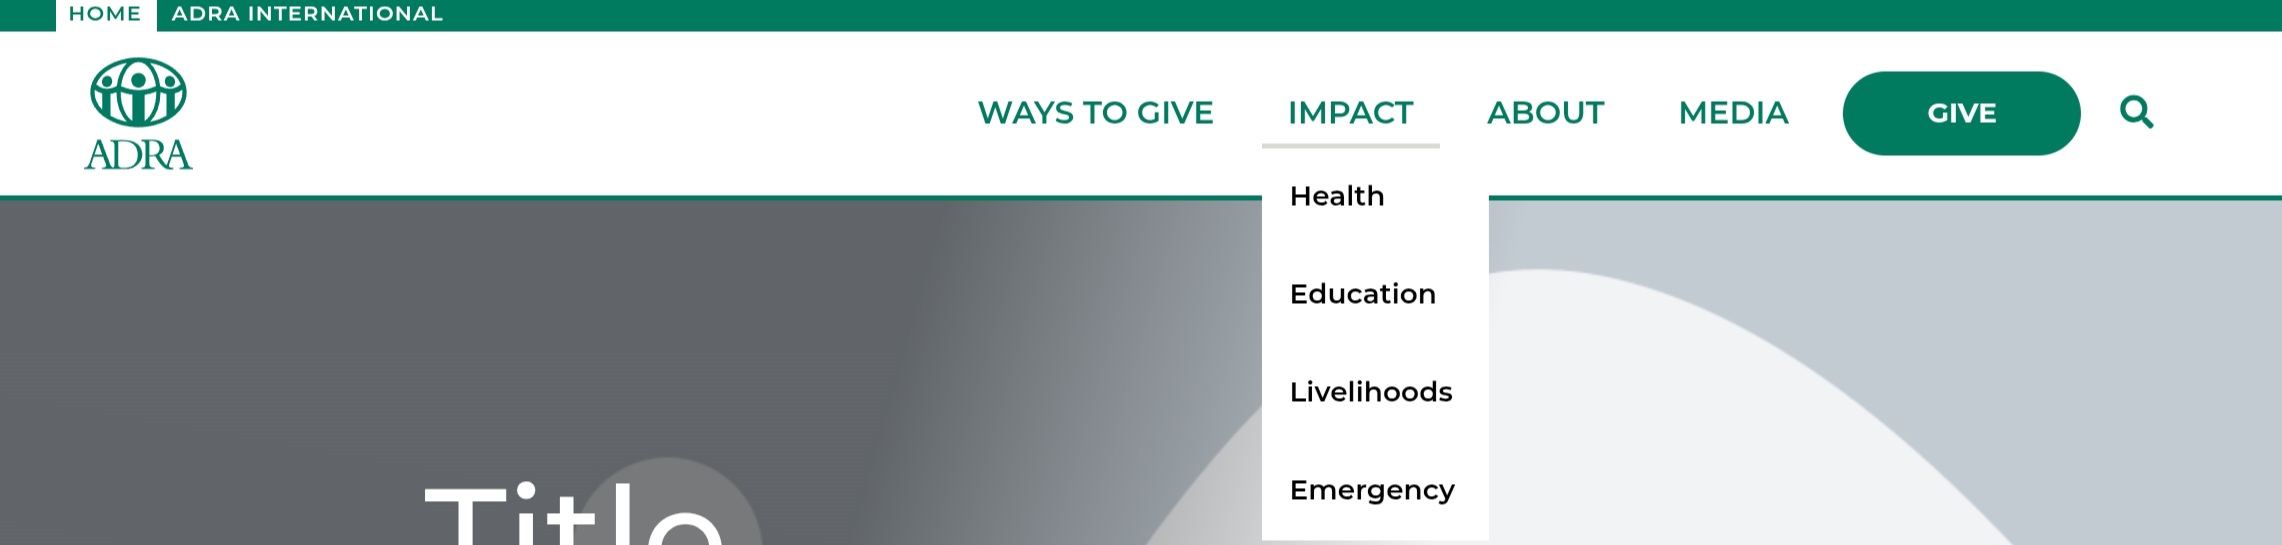 HOME ADRA INTERNATIONAL
ADRA
WAYS TO GIVE IMPACT ABOUT MEDIA GIVE
Health
Education
Livelihoods
Emergency
Title